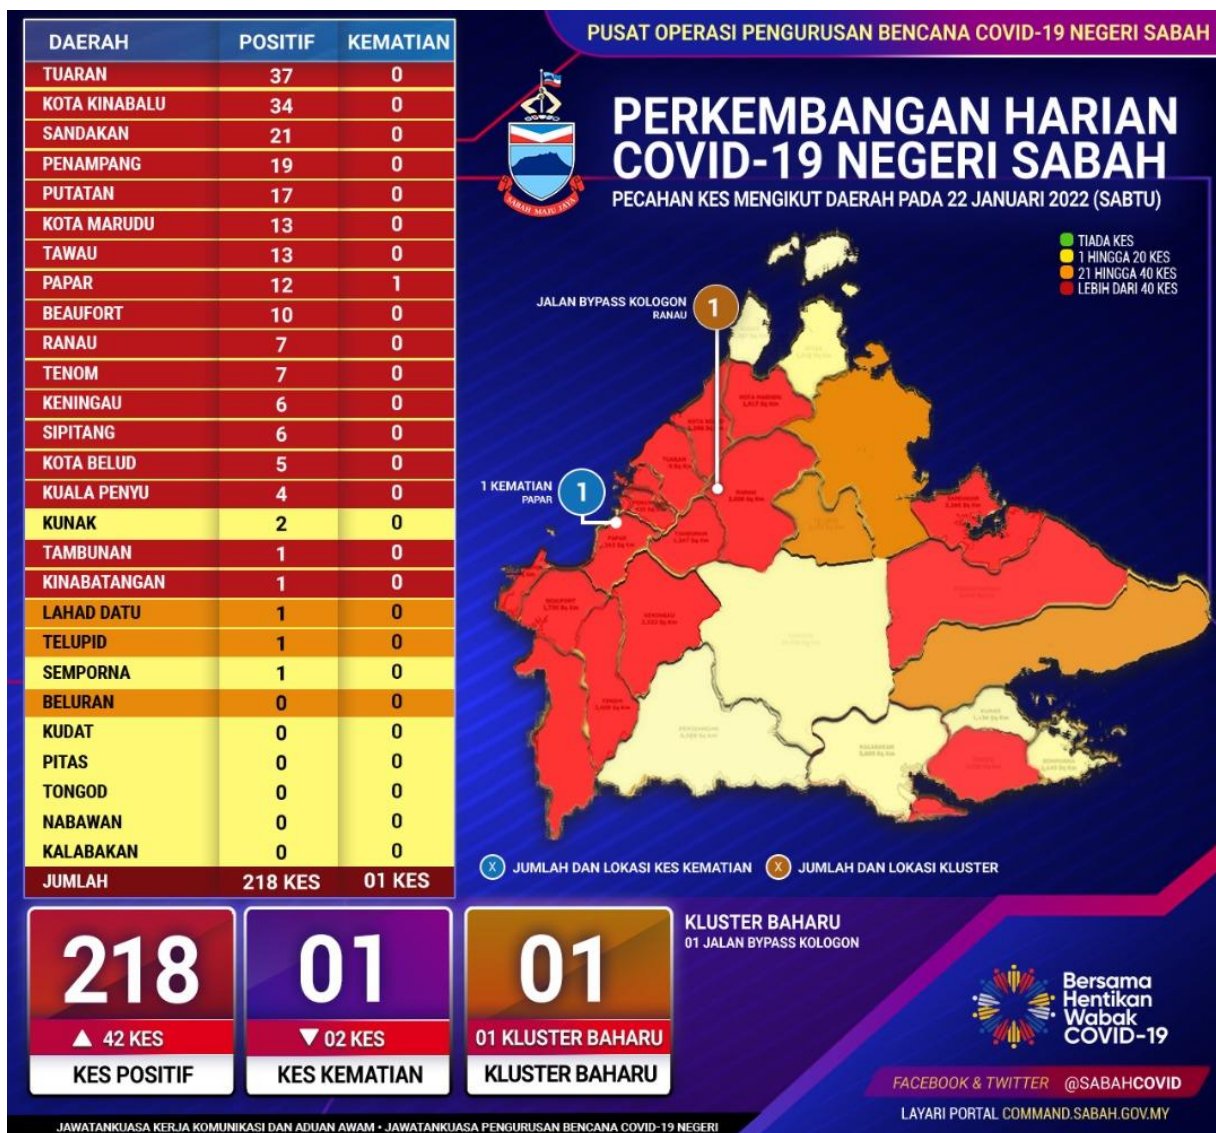 DAERAH POSITIF KEMATIAN
TUARAN 37 0
KOTA KINABALU 34 0
SANDAKAN 21 0
PENAMPANG 19 0
PUTATAN 17 0
KOTA MARUDU 13 0
TAWAU 13 0
PAPAR 12 1
BEAUFORT 10 0
RANAU 7 0
TENOM 7 0
KENINGAU 6 0
SIPITANG 6 0
KOTA BELUD 5 0
KUALA PENYU 4 0
KUNAK 2 0
TAMBUNAN 1 0
KINABATANGAN 1 0
LAHAD DATU 1 0
TELUPID 1 0
SEMPORNA 1 0
BELURAN 0 0
KUDAT 0 0
PITAS 0 0
TONGOD 0 0
NABAWAN 0 0
KALABAKAN 0 0
JUMLAH 218 KES 01 KES
PUSAT OPERASI PENGURUSAN BENCANA COVID-19 NEGERI SABAH
SABAH MAJU JAYA
PERKEMBANGAN HARIAN
COVID-19 NEGERI SABAH
PECAHAN KES MENGIKUT DAERAH PADA 22 JANUARI 2022 (SABTU)
TIADA KES
1 HINGGA 20 KES
21 HINGGA 40 KES
LEBIH DARI 40 KES
JALAN BYPASS KOLOGON
RANAU
1
1 KEMATIAN
PAPAR
1
X JUMLAH DAN LOKASI KES KEMATIAN
X JUMLAH DAN LOKASI KLUSTER
218
▲ 42 KES
KES POSITIF
01
▼ 02 KES
KES KEMATIAN
01
01 KLUSTER BAHARU
KLUSTER BAHARU
KLUSTER BAHARU
01 JALAN BYPASS KOLOGON
Bersama
Hentikan
Wabak
COVID-19
FACEBOOK & TWITTER @SABAHCOVID
LAYARI PORTAL COMMAND.SABAH.GOV.MY
JAWATANKUASA KERJA KOMUNIKASI DAN ADUAN AWAM • JAWATANKUASA PENGURUSAN BENCANA COVID-19 NEGERI